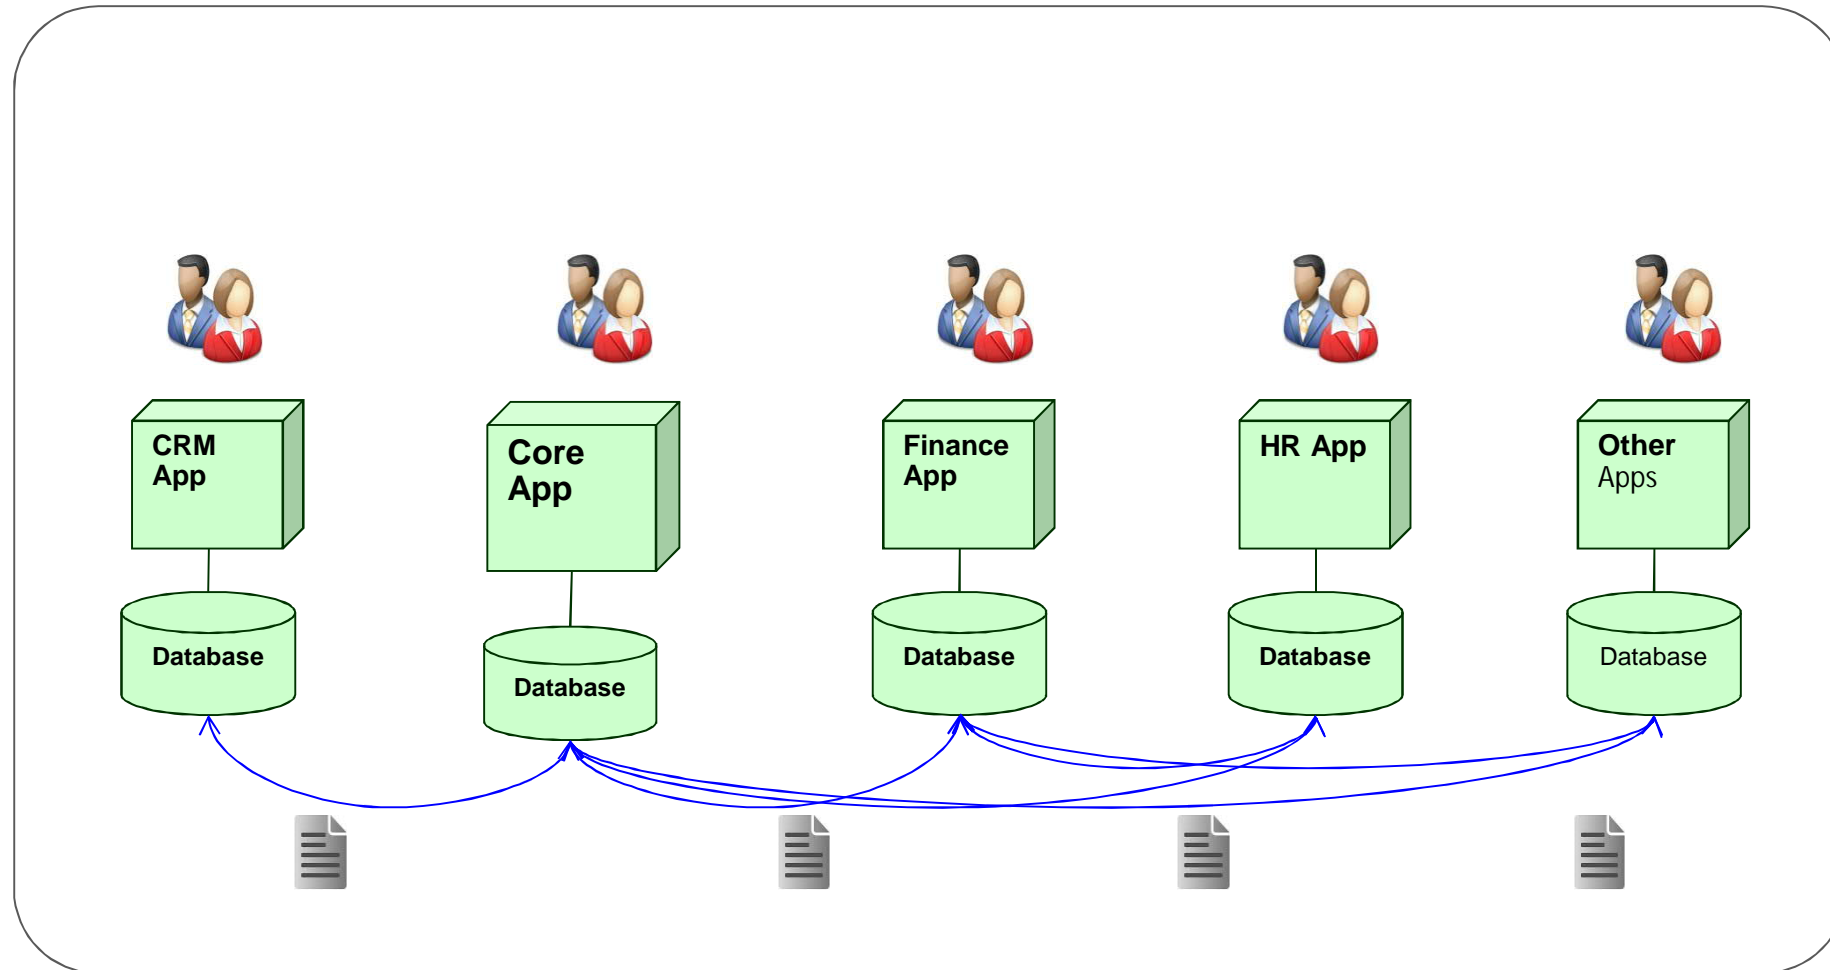 CRM
App
Core
App
Finance
App
HR App
Other
Apps
Database
Database
Database
Database
Database